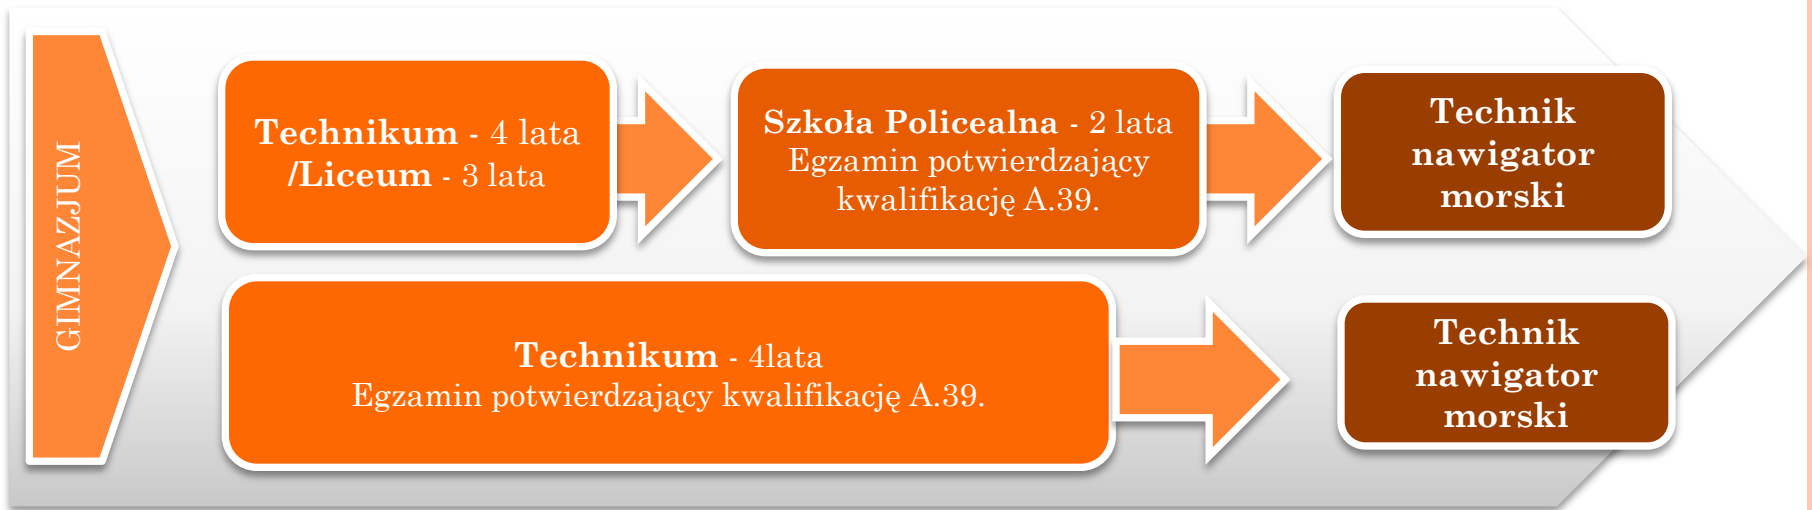 GIMNAZJUM
Technikum - 4 lata
/Liceum - 3 lata
Szkoła Policealna - 2 lata
Egzamin potwierdzający
kwalifikację A.39.
Technik
nawigator
morski
Technikum - 4lata
Egzamin potwierdzający kwalifikację A.39.
Technik
nawigator
morski